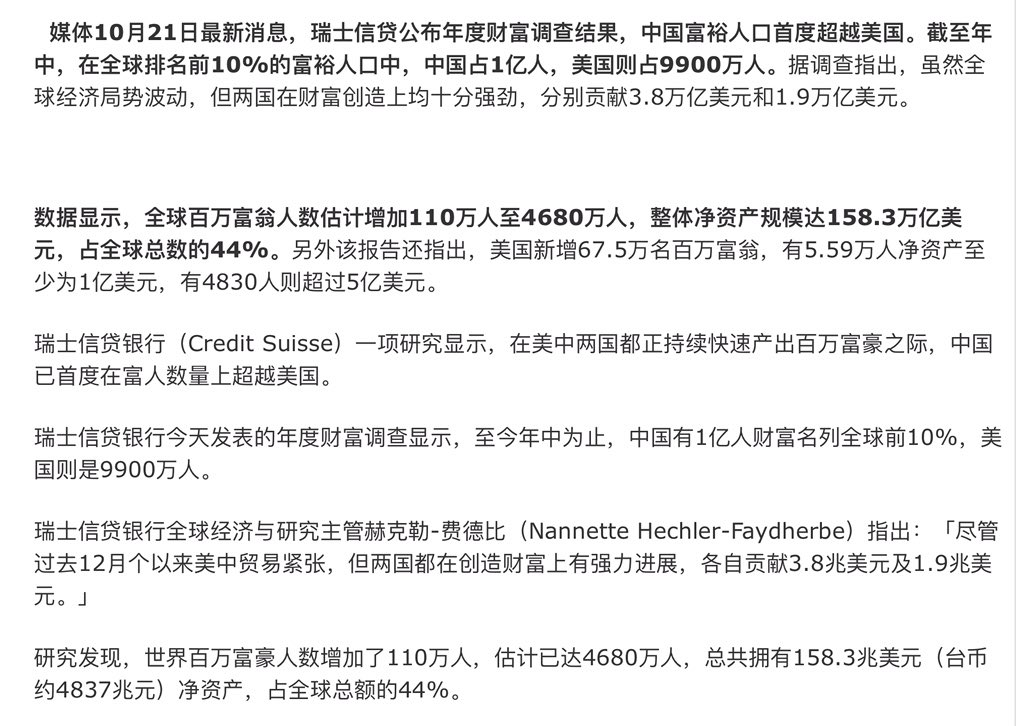 媒体10月21日最新消息，瑞士信贷公布年度财富调查结果，中国富裕人口首度超越美国。截至年
中，在全球排名前10%的富裕人口中，中国占1亿人，美国则占9900万人。据调查指出，虽然全
球经济局势波动，但两国在财富创造上均十分强劲，分别贡献3.8万亿美元和1.9万亿美元。
数据显示，全球百万富翁人数估计增加110万人至4680万人，整体净资产规模达158.3万亿美
元，占全球总数的44%。另外该报告还指出，美国新增67.5万名百万富翁，有5.59万人净资产至
少为1亿美元，有4830人则超过5亿美元。
瑞士信贷银行（Credit Suisse）一项研究显示，在美中两国都正持续快速产出百万富豪之际，中国
已首度在富人数量上超越美国。
瑞士信贷银行今天发表的年度财富调查显示，至今年中为止，中国有1亿人财富名列全球前10%，美
国则是9900万人。
瑞士信贷银行全球经济与研究主管赫克勒-费德比（Nannette Hechler-Faydherbe）指出：「尽管
过去12月个以来美中贸易紧张，但两国都在创造财富上有强力进展，各自贡献3.8兆美元及1.9兆美
元。」
研究发现，世界百万富豪人数增加了110万人，估计已达4680万人，总共拥有158.3兆美元（台币
约4837兆元）净资产，占全球总额的44%。